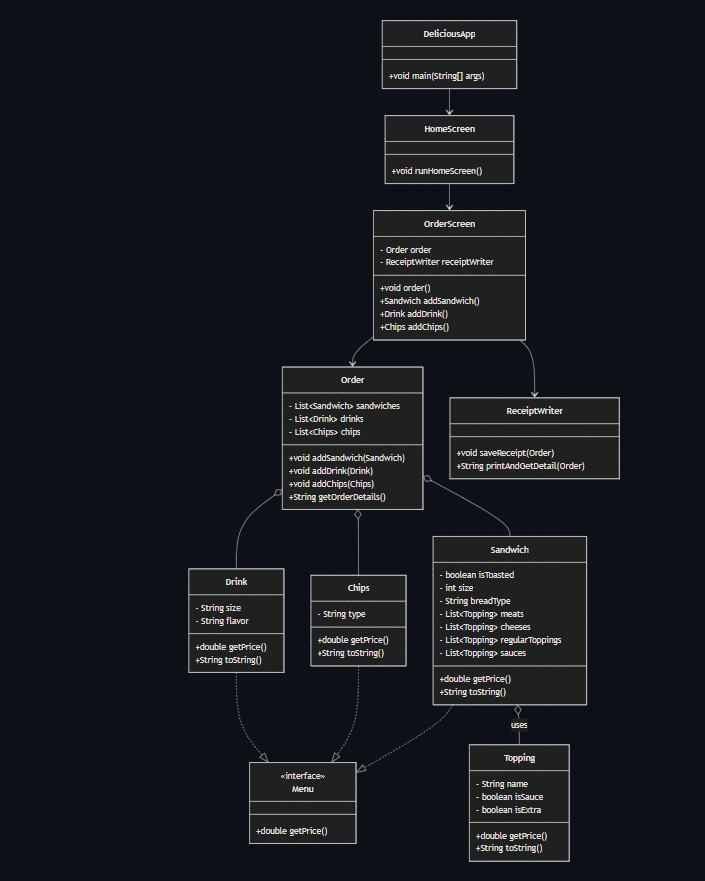 DeliciousApp
+void main(String[] args)
HomeScreen
+void runHomeScreen()
OrderScreen
- Order order
- ReceiptWriter receiptWriter
+void order()
+Sandwich addSandwich()
+Drink addDrink()
+Chips addChips()
Order
- List<Sandwich> sandwiches
- List<Drink> drinks
- List<Chips> chips
+void addSandwich(Sandwich)
+void addDrink(Drink)
+void addChips(Chips)
+String getOrderDetails()
ReceiptWriter
+void saveReceipt(Order)
+String printAndGetDetail(Order)
Drink
- String size
- String flavor
+double getPrice()
+String toString()
Chips
- String type
+double getPrice()
+String toString()
Sandwich
- boolean isToasted
- int size
- String breadType
- List<Topping> meats
- List<Topping> cheeses
- List<Topping> regularToppings
- List<Topping> sauces
+double getPrice()
+String toString()
uses
«interface»
Menu
+double getPrice()
Topping
- String name
- boolean isSauce
- boolean isExtra
+double getPrice()
+String toString()